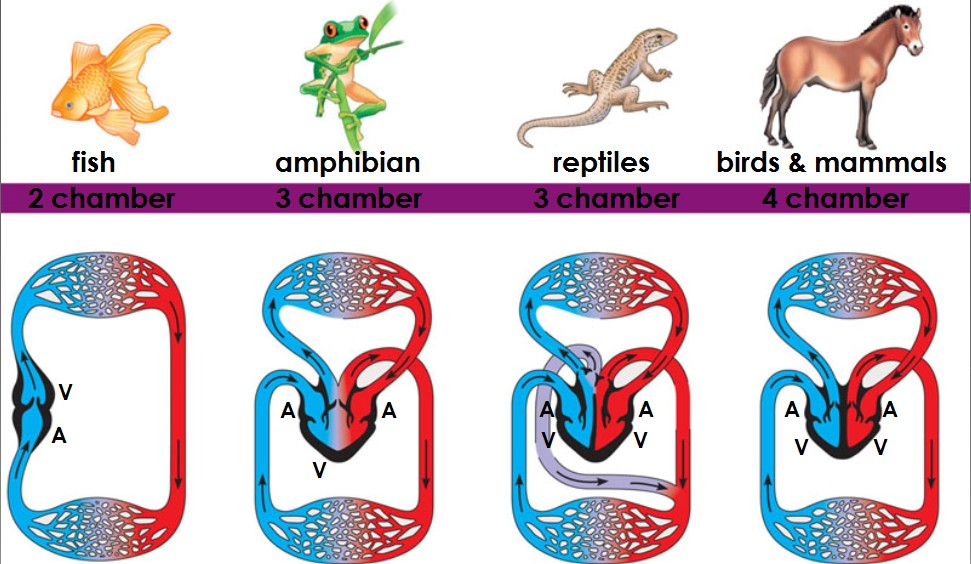 fish amphibian reptiles birds & mammals
2 chamber 3 chamber 3 chamber 4 chamber
V
A
A A
V
A A
V V
A A
V V